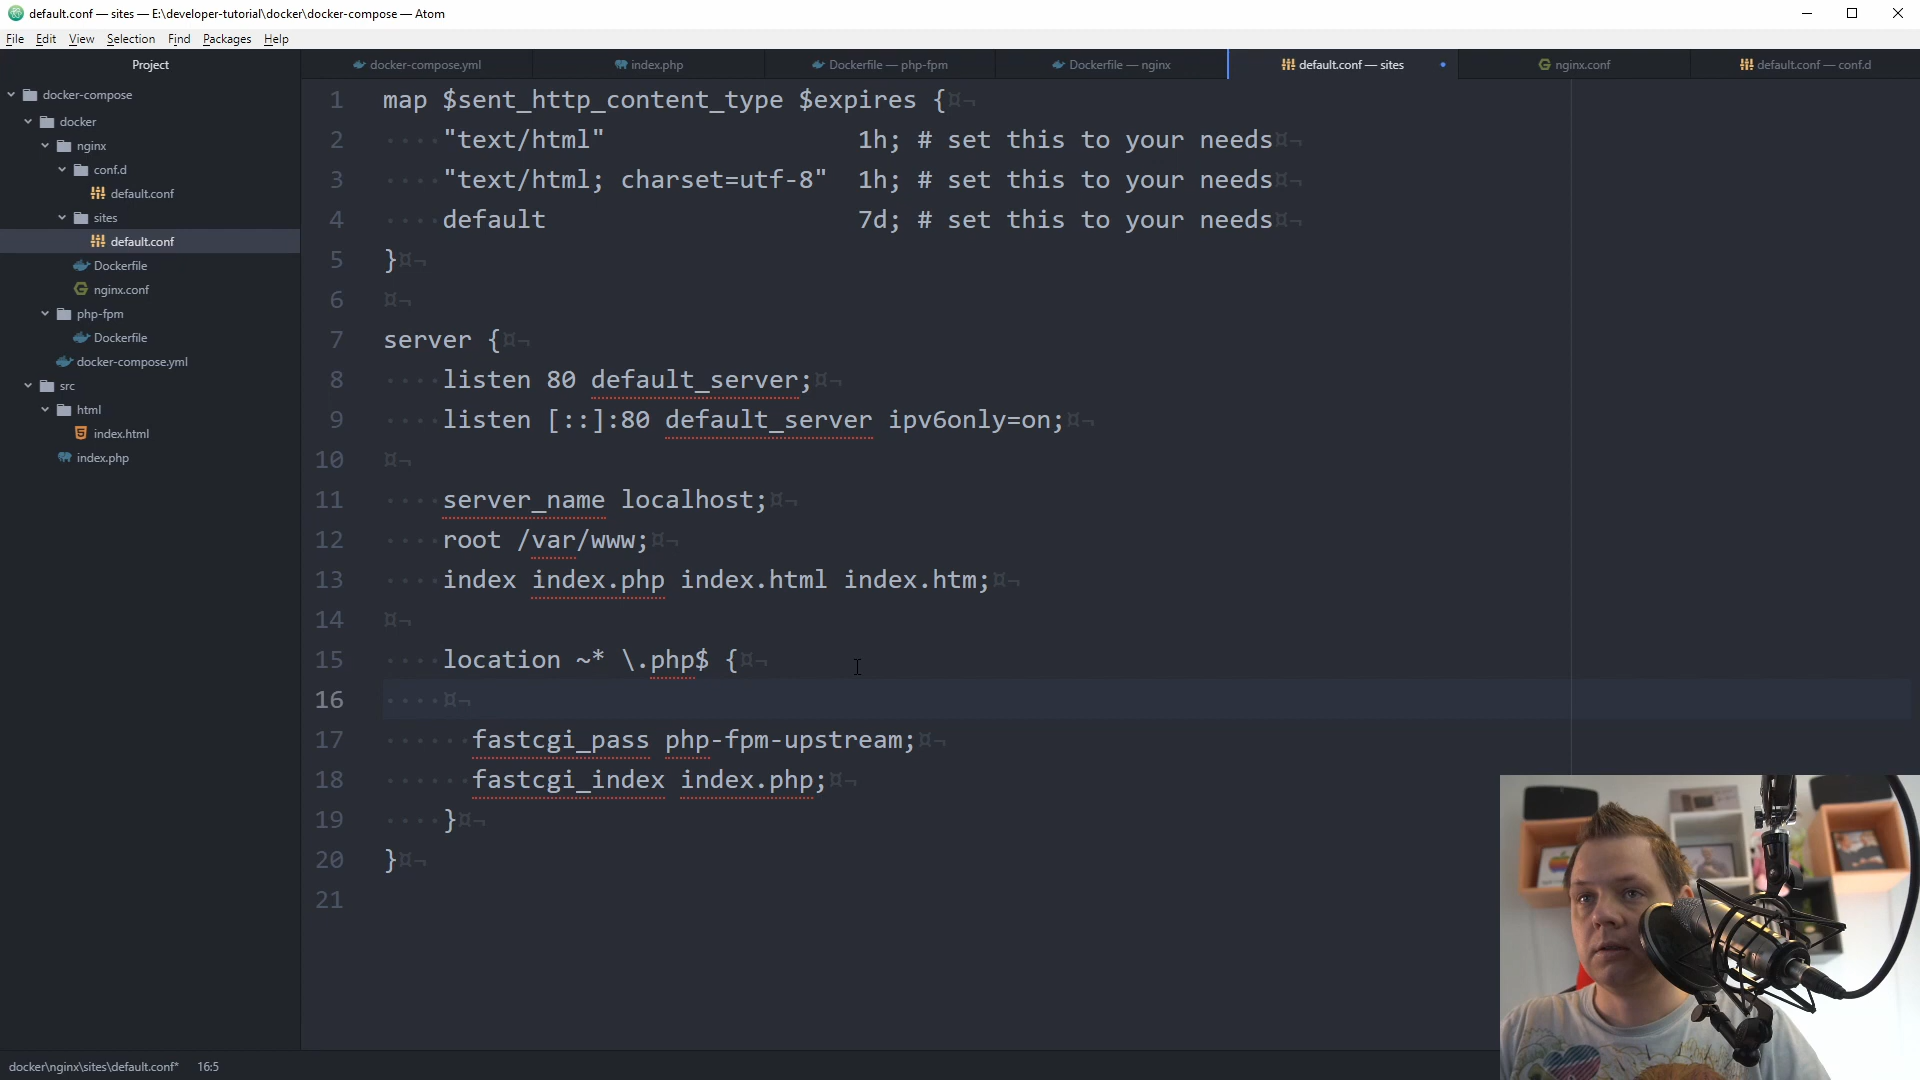 default.conf — sites — E:\developer-tutorial\docker\docker-compose — Atom
File Edit View Selection Find Packages Help
Project
docker-compose.yml
index.php
Dockerfile — php-fpm
Dockerfile — nginx
default.conf — sites
nginx.conf
default.conf — conf.d
docker-compose
docker
nginx
conf.d
default.conf
sites
default.conf
Dockerfile
nginx.conf
php-fpm
Dockerfile
docker-compose.yml
src
html
index.html
index.php
1 map $sent_http_content_type $expires {
2 "text/html" 1h; # set this to your needs
3 "text/html; charset=utf-8" 1h; # set this to your needs
4 default 7d; # set this to your needs
5 }
6
7 server {
8 listen 80 default_server;
9 listen [::]:80 default_server ipv6only=on;
10
11 server_name localhost;
12 root /var/www;
13 index index.php index.html index.htm;
14
15 location ~* \.php$ {
16
17 fastcgi_pass php-fpm-upstream;
18 fastcgi_index index.php;
19 }
20 }
21
docker\nginx\sites\default.conf* 16:5